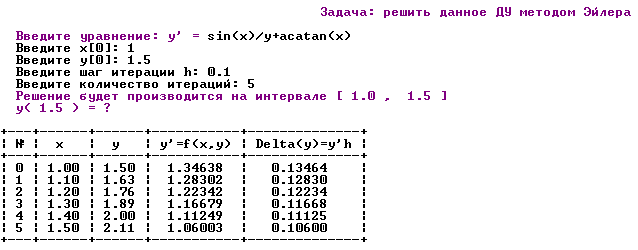 Задача: решить данное ДУ методом Эйлера
Введите уравнение: y' = sin(x)/y+acatan(x)
Введите x[0]: 1
Введите y[0]: 1.5
Введите шаг итерации h: 0.1
Введите количество итераций: 5
Решение будет производится на интервале [ 1.0 ,  1.5 ]
y( 1.5 ) = ?
№ x y y'=f(x,y) Delta(y)=y'h
0 1.00 1.50 1.34638 0.13464
1 1.10 1.63 1.28302 0.12830
2 1.20 1.76 1.22342 0.12234
3 1.30 1.89 1.16679 0.11668
4 1.40 2.00 1.11249 0.11125
5 1.50 2.11 1.06003 0.10600